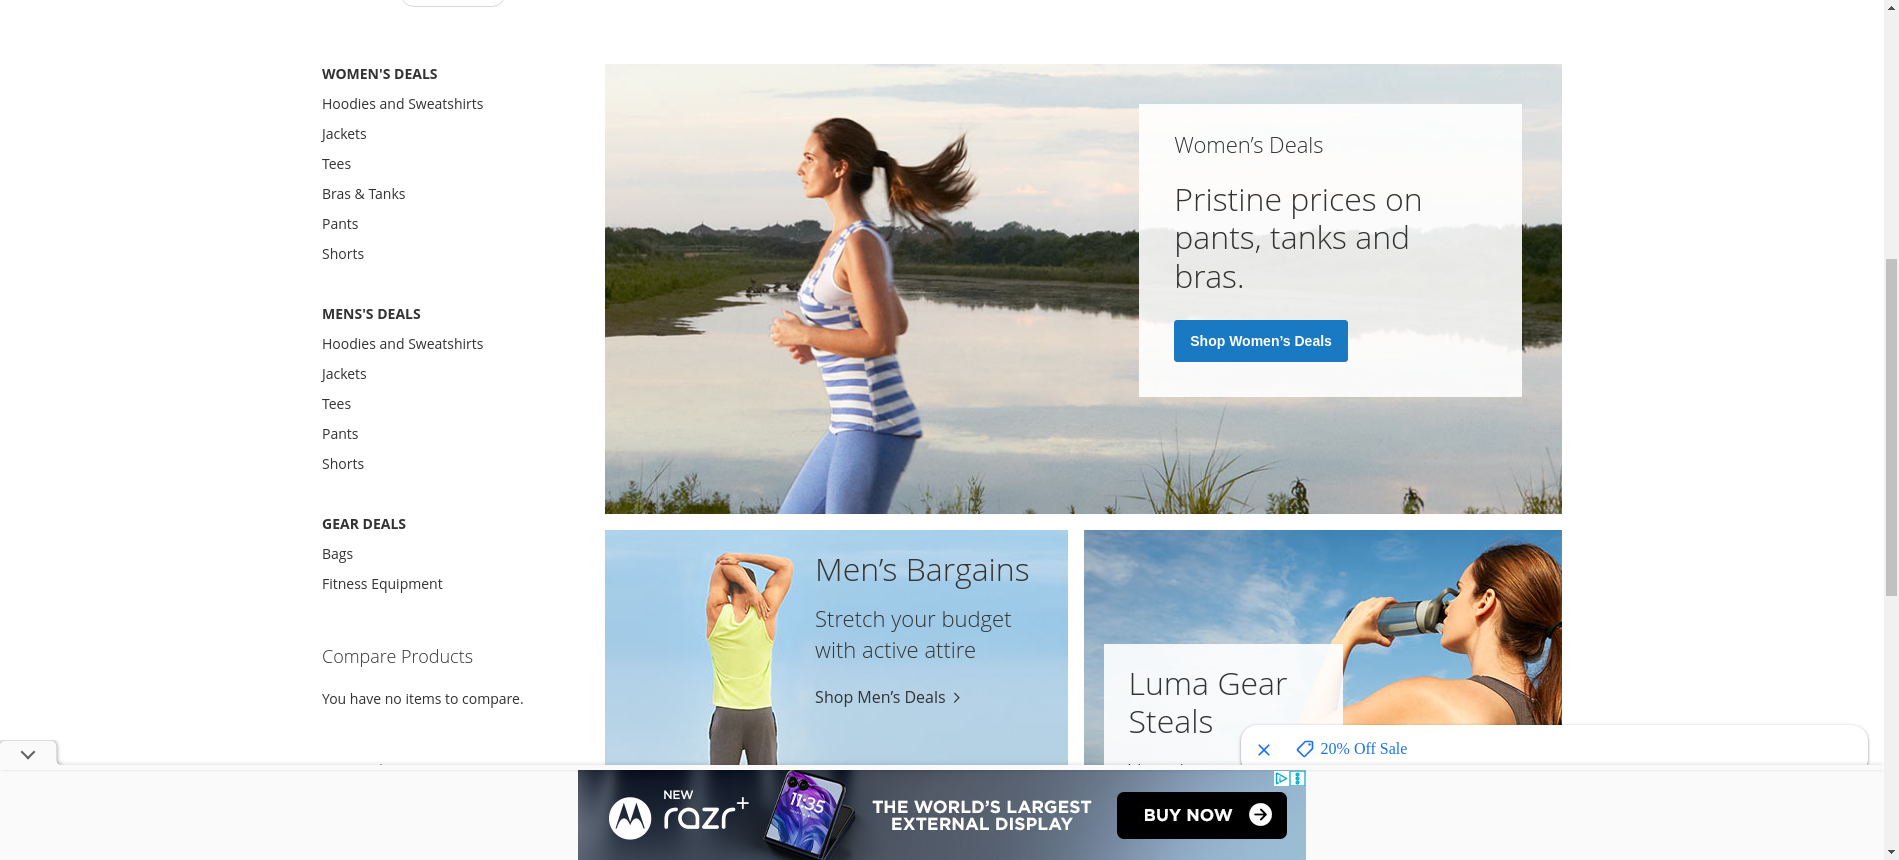 WOMEN'S DEALS
Hoodies and Sweatshirts
Jackets
Tees
Bras & Tanks
Pants
Shorts
MENS'S DEALS
Hoodies and Sweatshirts
Jackets
Tees
Pants
Shorts
GEAR DEALS
Bags
Fitness Equipment
Compare Products
You have no items to compare.
Women’s Deals
Pristine prices on
pants, tanks and
bras.
Shop Women’s Deals
Men’s Bargains
Stretch your budget
with active attire
Shop Men’s Deals
Luma Gear
Steals
20% Off Sale
NEW
razr+
11:35
THE WORLD’S LARGEST
EXTERNAL DISPLAY
BUY NOW